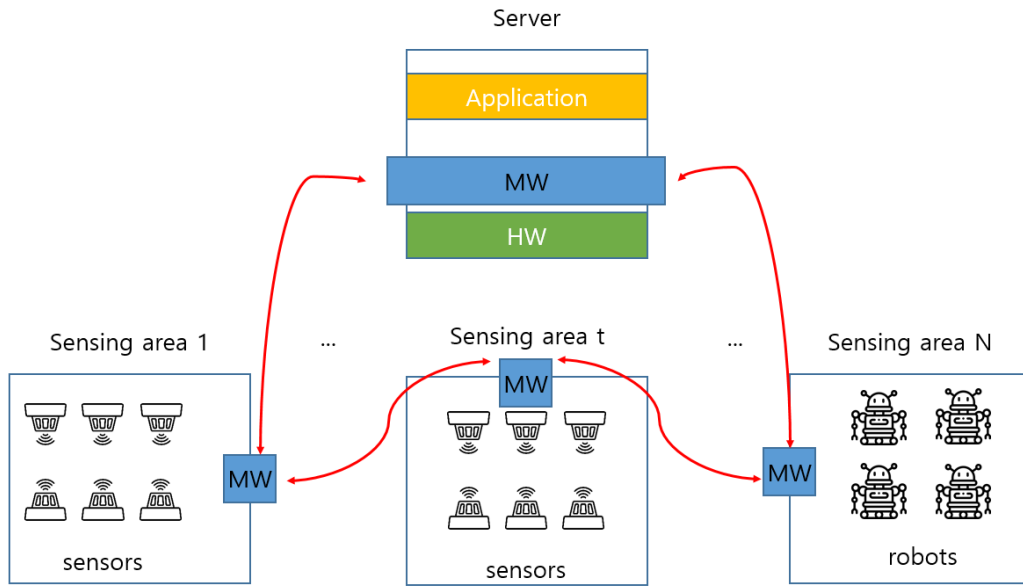 Server
Application
MW
HW
Sensing area 1
...
Sensing area t
...
Sensing area N
MW
MW
MW
sensors
sensors
robots